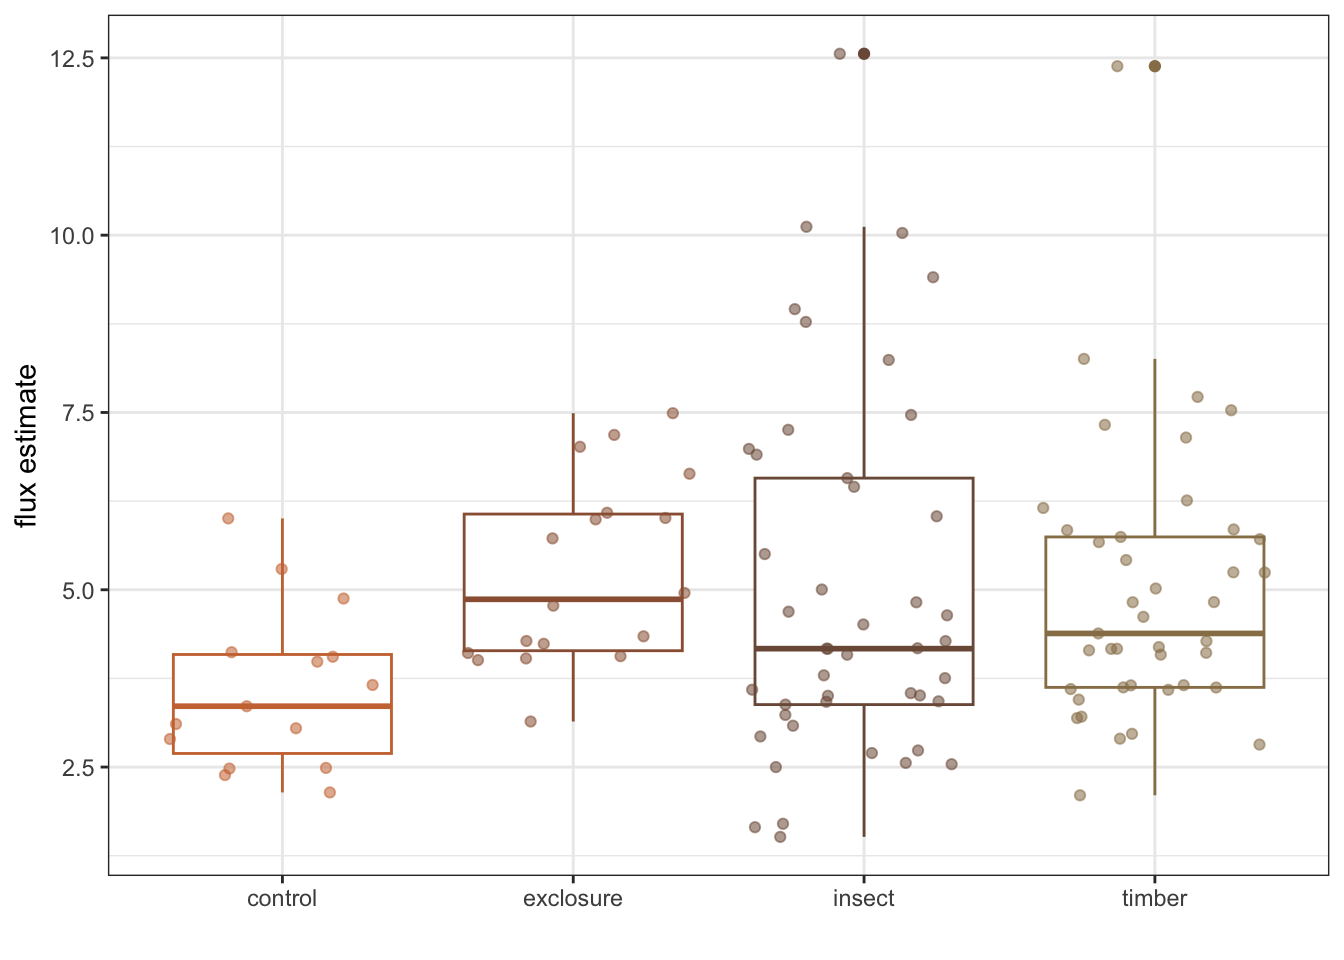 12.5
10.0
7.5
5.0
2.5
flux estimate
control
exclosure
insect
timber